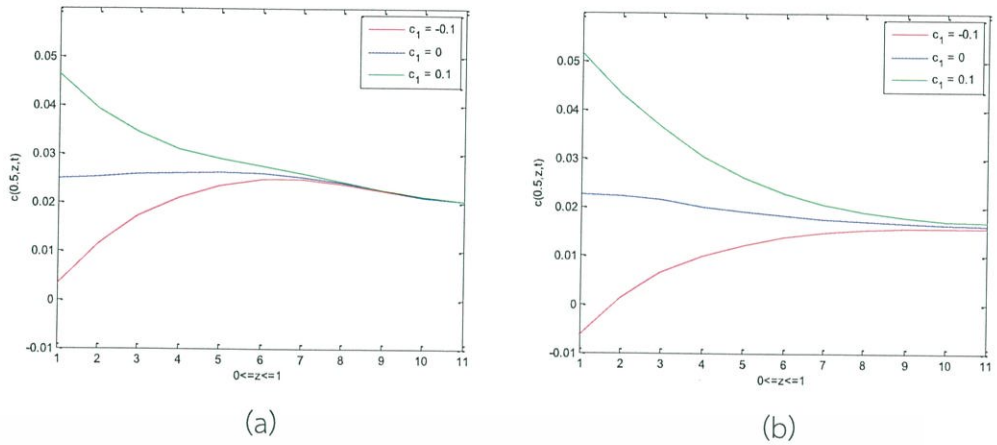 c₁ = -0.1
c₁ = 0
c₁ = 0.1
0.05
0.04
0.03
0.02
0.01
0
-0.01
c(0.5,z,t)
1 2 3 4 5 6 7 8 9 10 11
0<=z<=1
(a)
c₁ = -0.1
c₁ = 0
c₁ = 0.1
0.05
0.04
0.03
0.02
0.01
0
-0.01
c(0.5,z,t)
1 2 3 4 5 6 7 8 9 10 11
0<=z<=1
(b)